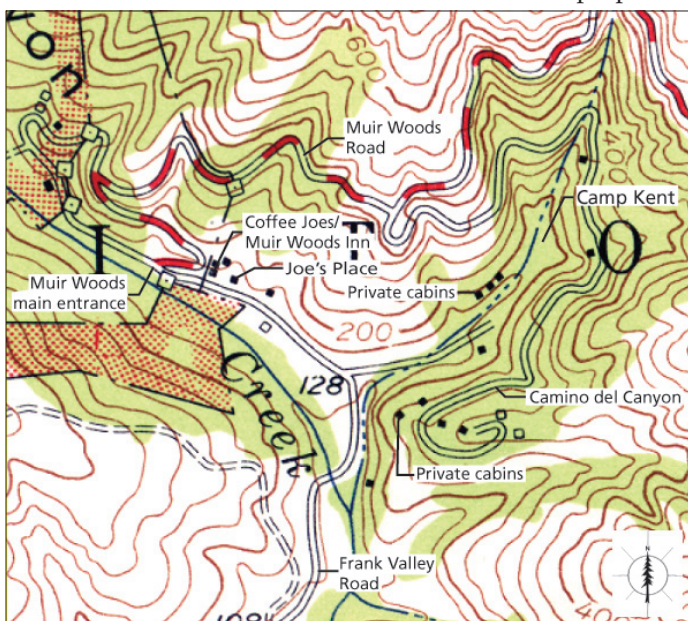 600
Muir Woods
Road
400
Camp Kent
Coffee Joes/
Muir Woods Inn
I
T
O
Joe's Place
Muir Woods
main entrance
Private cabins
200
128
Creek
Camino del Canyon
Private cabins
Frank Valley
Road
N